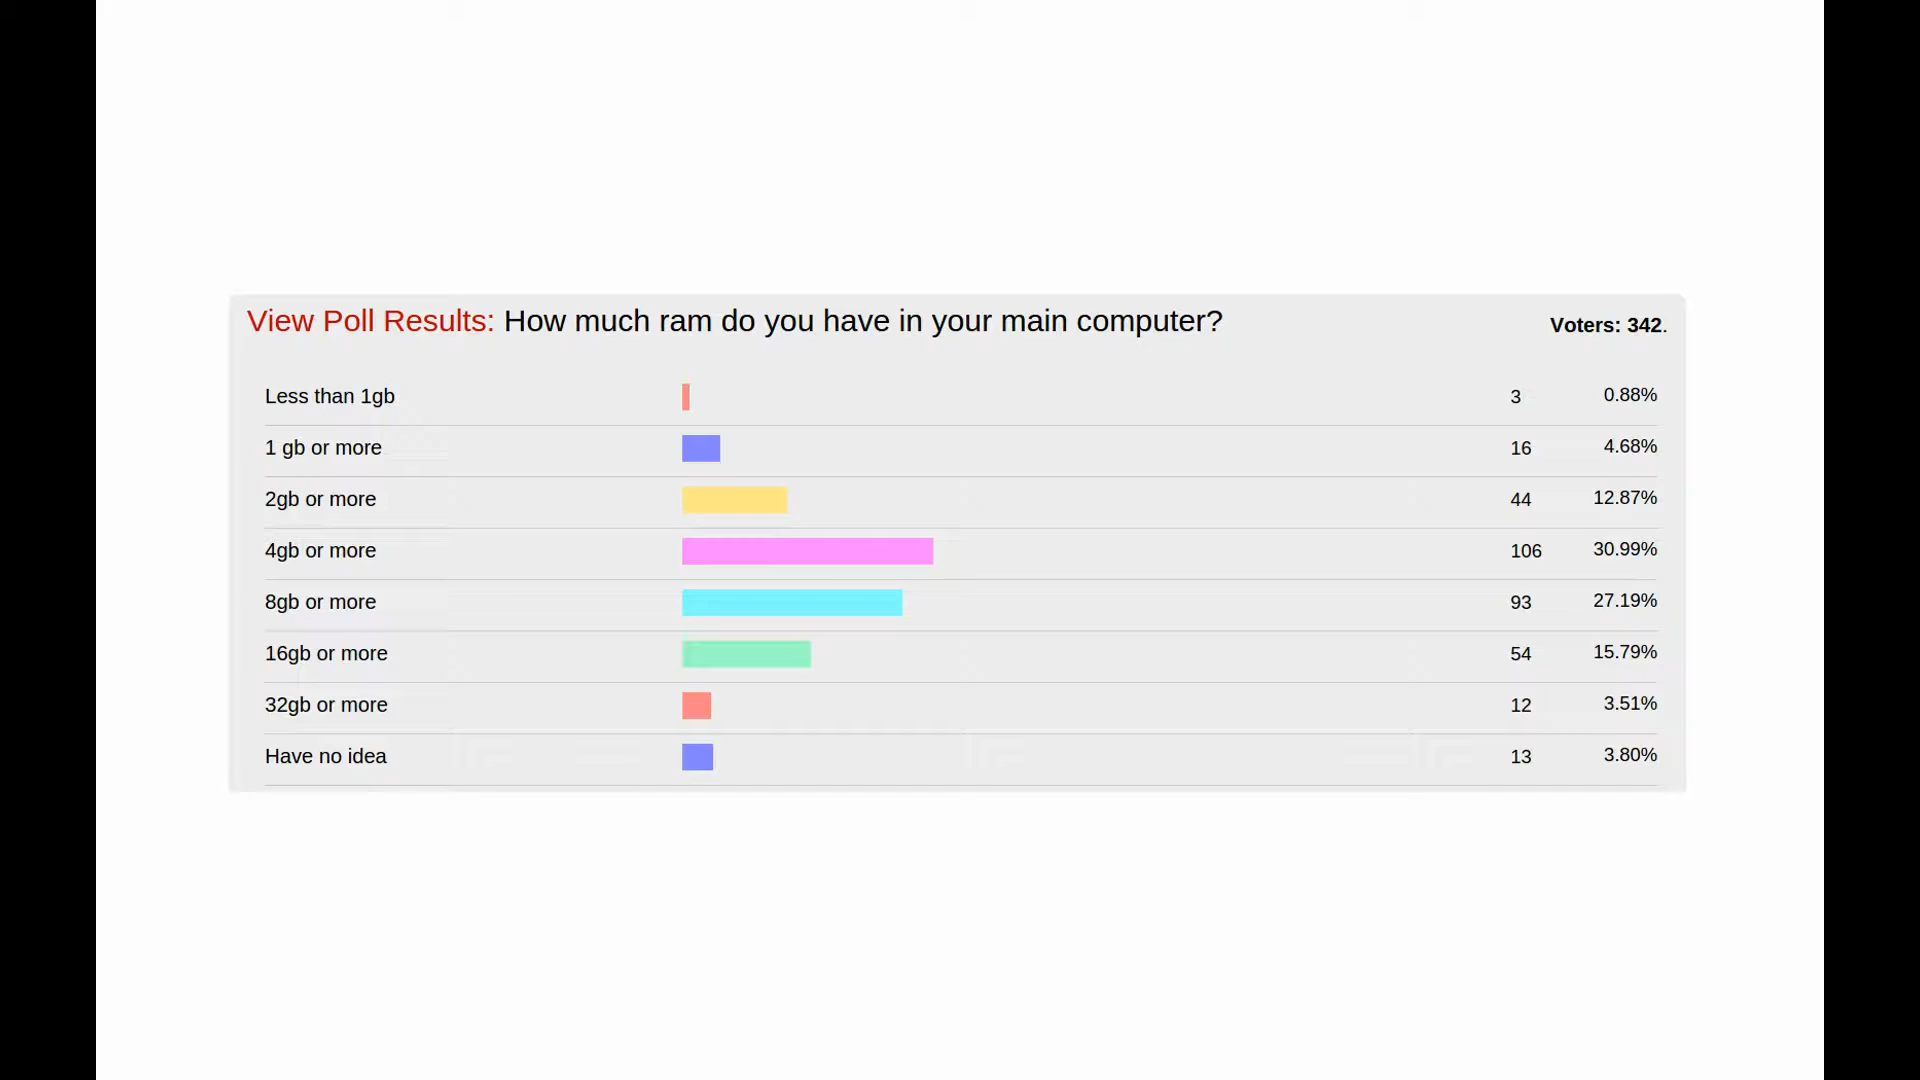 View Poll Results: How much ram do you have in your main computer? Voters: 342.
Less than 1gb 3 0.88%
1 gb or more 16 4.68%
2gb or more 44 12.87%
4gb or more 106 30.99%
8gb or more 93 27.19%
16gb or more 54 15.79%
32gb or more 12 3.51%
Have no idea 13 3.80%